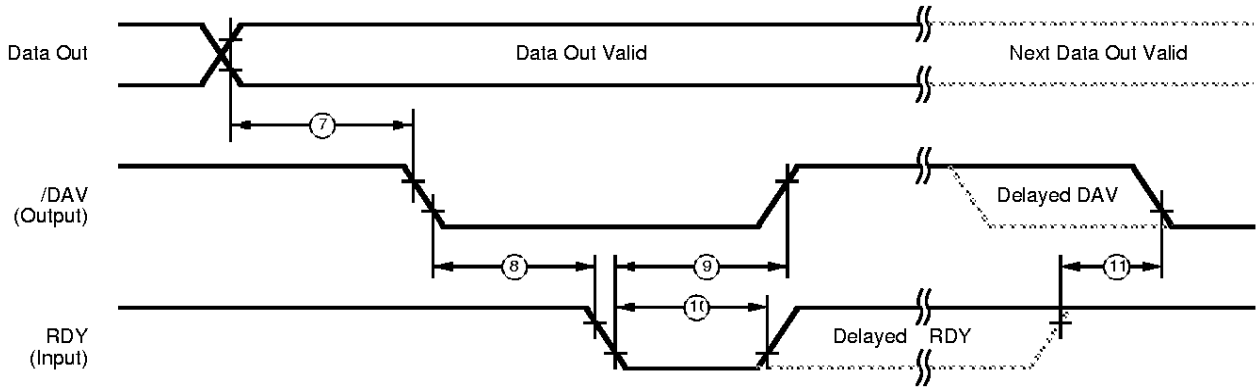 Data Out
Data Out Valid
Next Data Out Valid
7
/DAV
(Output)
Delayed DAV
8
9
11
10
RDY
(Input)
Delayed RDY